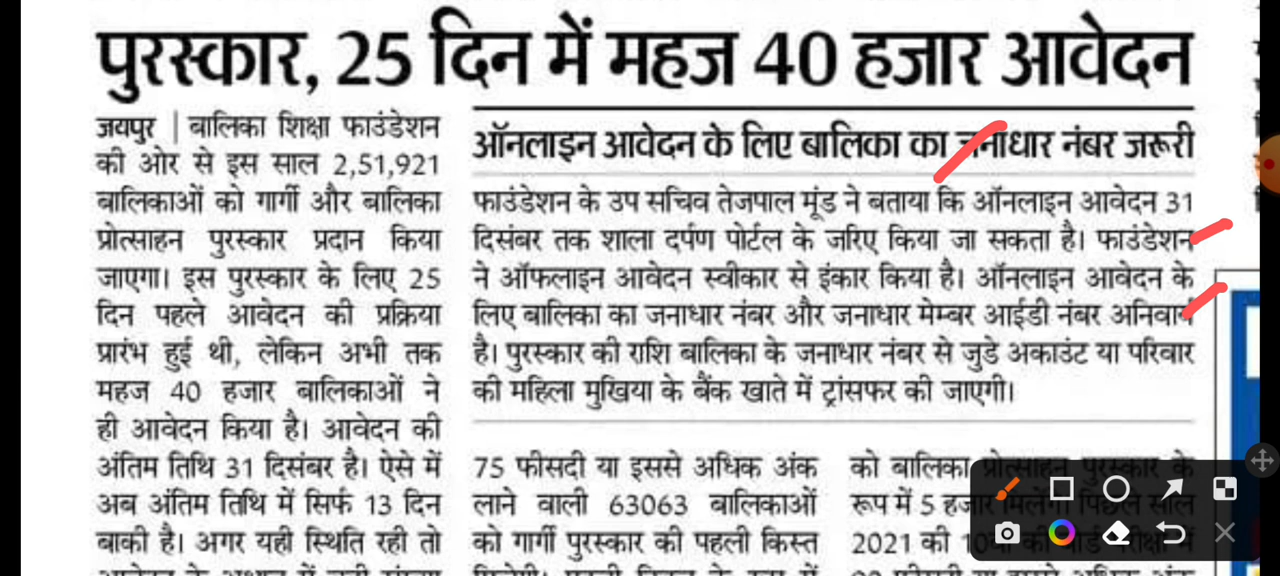 पुरस्कार, 25 दिन में महज 40 हजार आवेदन
जयपुर | बालिका शिक्षा फाउंडेशन
की ओर से इस साल 2,51,921
बालिकाओं को गार्गी और बालिका
प्रोत्साहन पुरस्कार प्रदान किया
जाएगा। इस पुरस्कार के लिए 25
दिन पहले आवेदन की प्रक्रिया
प्रारंभ हुई थी, लेकिन अभी तक
महज 40 हजार बालिकाओं ने
ही आवेदन किया है। आवेदन की
अंतिम तिथि 31 दिसंबर है। ऐसे में
अब अंतिम तिथि में सिर्फ 13 दिन
बाकी है। अगर यही स्थिति रही तो
ऑनलाइन आवेदन के लिए बालिका का जनाधार नंबर जरूरी
फाउंडेशन के उप सचिव तेजपाल मूंड ने बताया कि ऑनलाइन आवेदन 31
दिसंबर तक शाला दर्पण पोर्टल के जरिए किया जा सकता है। फाउंडेशन
ने ऑफलाइन आवेदन स्वीकार से इंकार किया है। ऑनलाइन आवेदन के
लिए बालिका का जनाधार नंबर और जनाधार मेम्बर आईडी नंबर अनिवार्य
है। पुरस्कार की राशि बालिका के जनाधार नंबर से जुडे अकाउंट या परिवार
की महिला मुखिया के बैंक खाते में ट्रांसफर की जाएगी।
75 फीसदी या इससे अधिक अंक
लाने वाली 63063 बालिकाओं
को गार्गी पुरस्कार की पहली किस्त
को बालिका प्रोत्साहन पुरस्कार के
रूप में 5 हजार मिलेंगे। पिछले साल
2021 की 10वीं की बोर्ड परीक्षा में